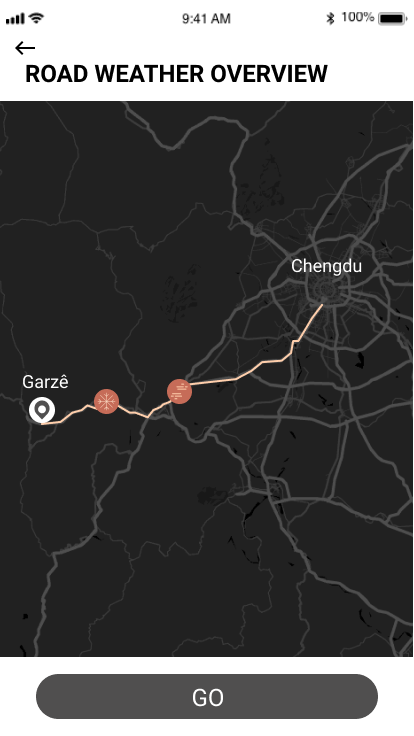 9:41 AM
100%
ROAD WEATHER OVERVIEW
Chengdu
Garzê
GO